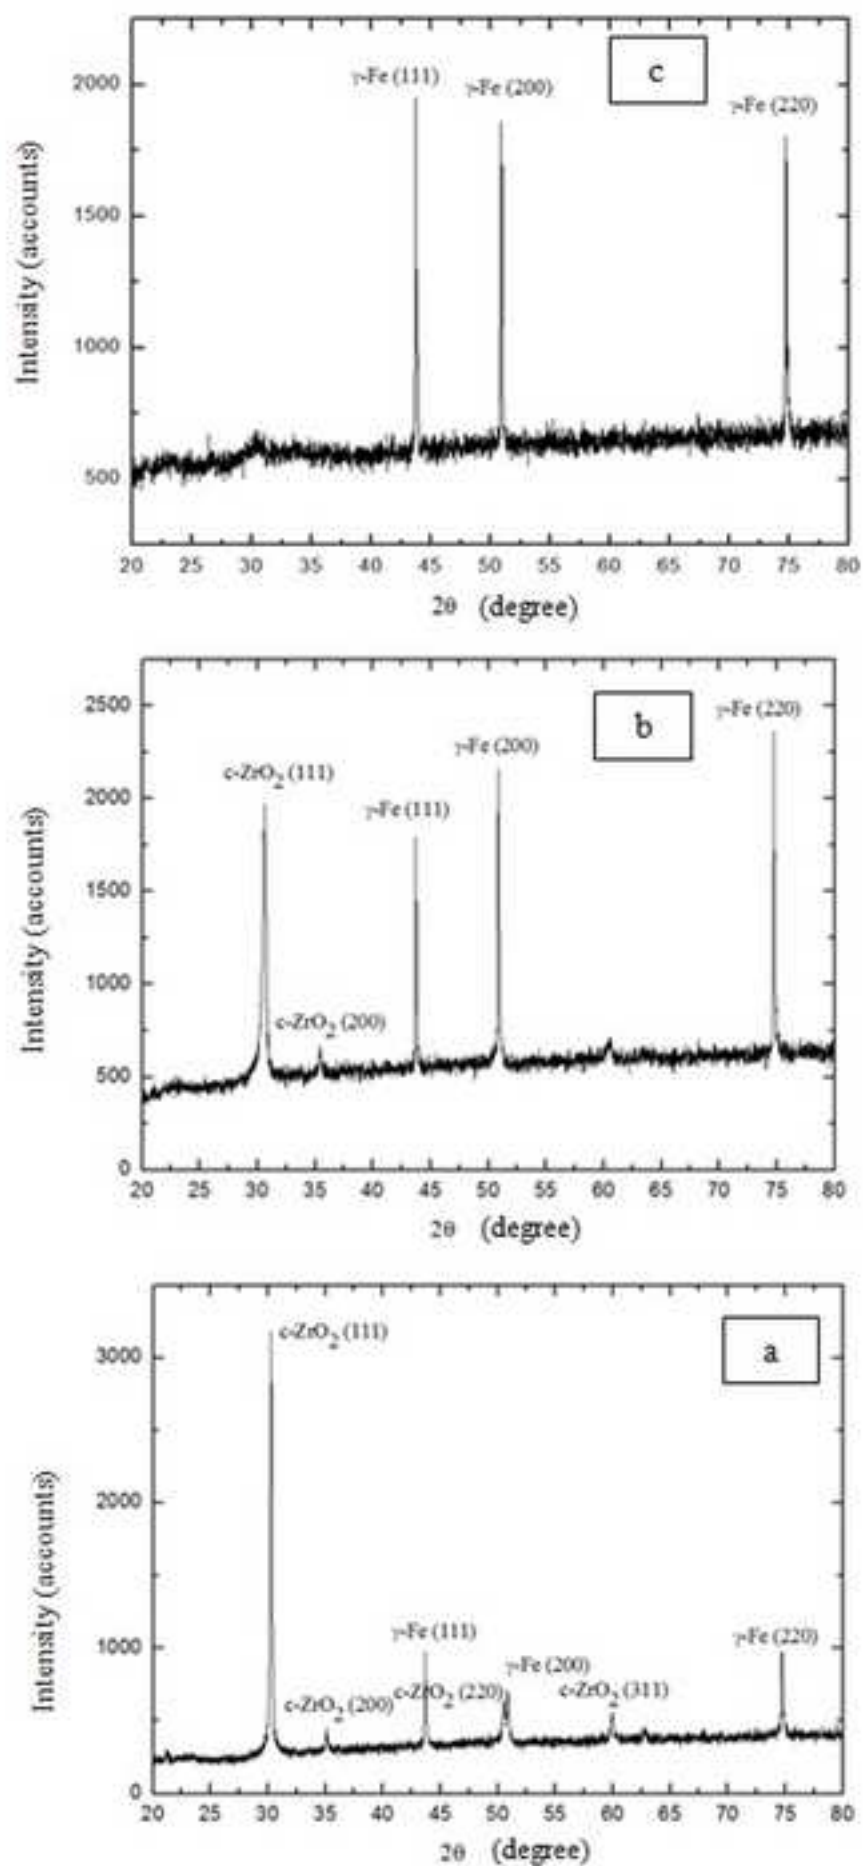 c
γ-Fe (111)
γ-Fe (200)
γ-Fe (220)
2000
1500
1000
500
Intensity (accounts)
20 25 30 35 40 45 50 55 60 65 70 75 80
2θ (degree)
b
γ-Fe (220)
γ-Fe (200)
c-ZrO2 (111)
γ-Fe (111)
c-ZrO2 (200)
2500
2000
1500
1000
500
0
Intensity (accounts)
20 25 30 35 40 45 50 55 60 65 70 75 80
2θ (degree)
a
c-ZrO2 (111)
γ-Fe (111)
γ-Fe (220)
γ-Fe (200)
c-ZrO2 (220)
c-ZrO2 (311)
c-ZrO2 (200)
3000
2000
1000
0
Intensity (accounts)
20 25 30 35 40 45 50 55 60 65 70 75 80
2θ (degree)